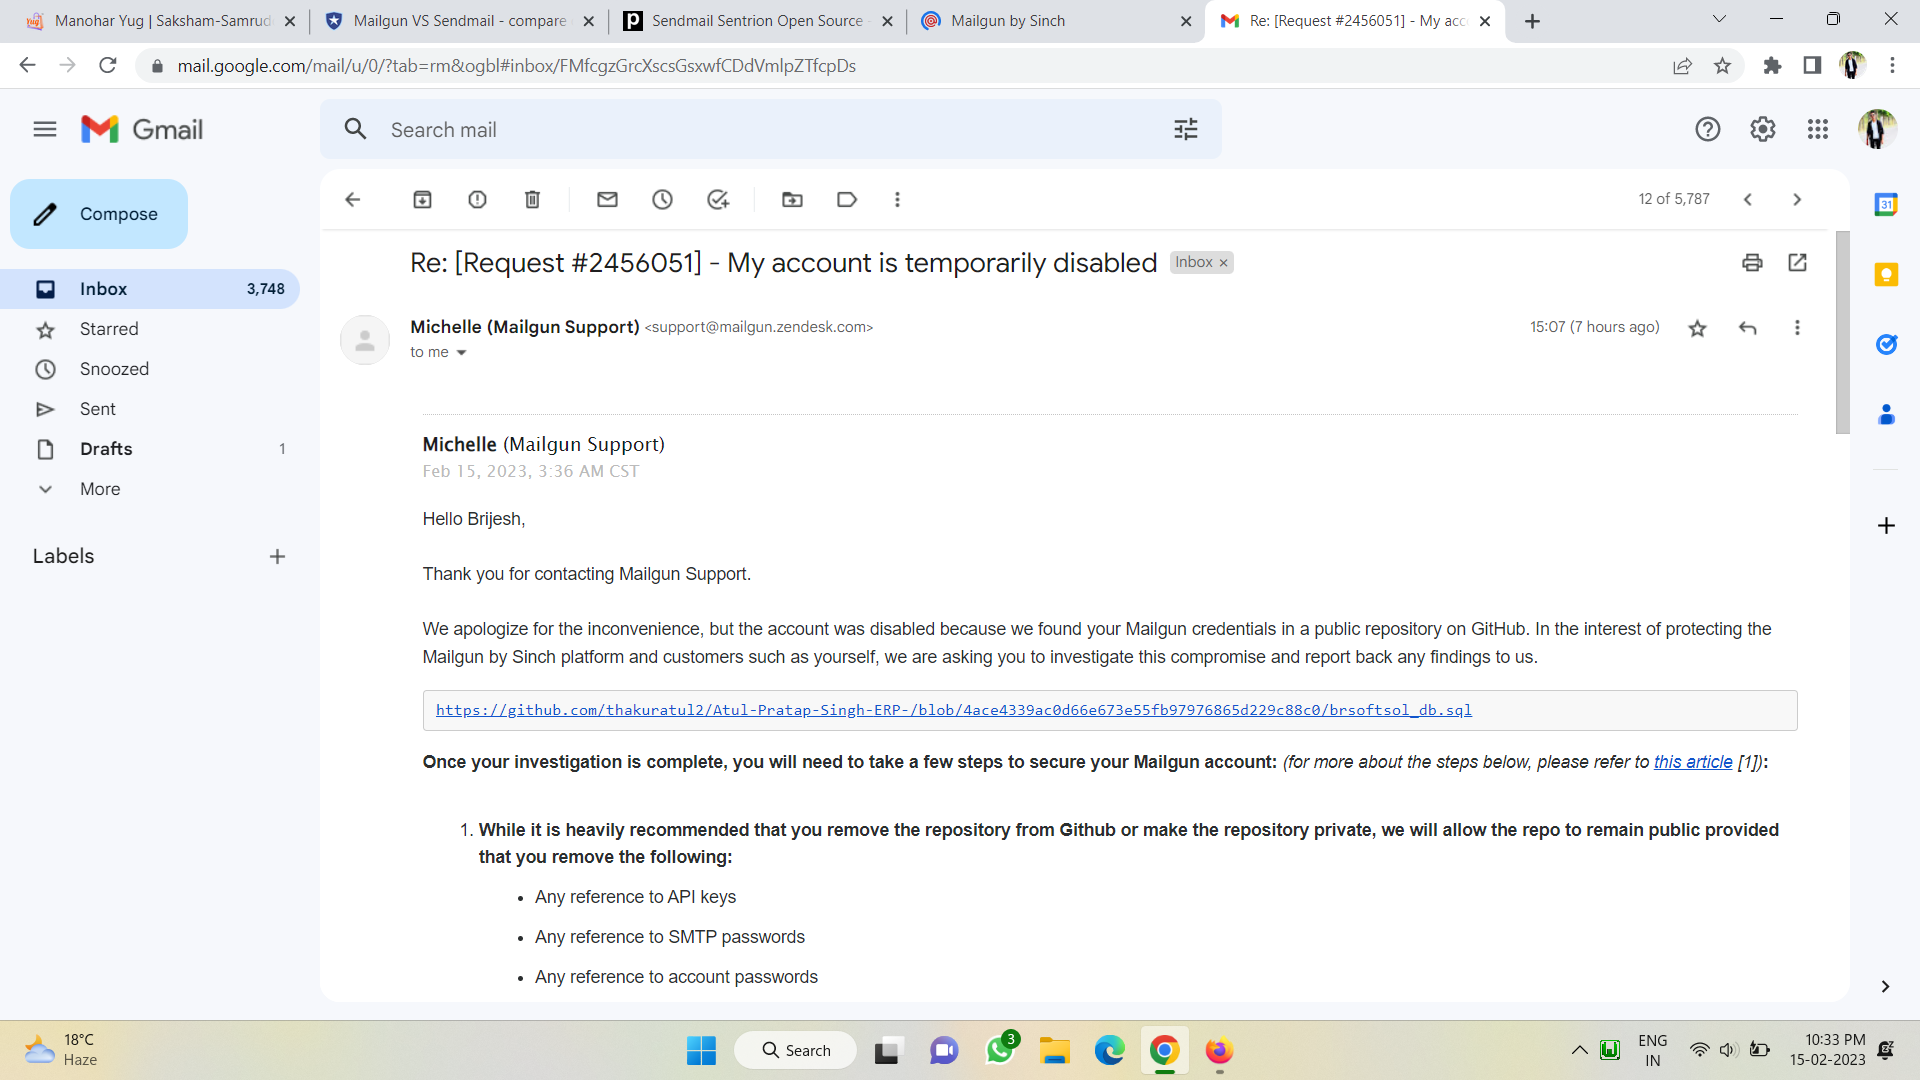 Manohar Yug | Saksham-Samrud
Mailgun VS Sendmail - compare
Sendmail Sentrion Open Source
Mailgun by Sinch
Re: [Request #2456051] - My acc
mail.google.com/mail/u/0/?tab=rm&ogbl#inbox/FMfcgzGrcXscsGsxwfCDdVmlpZTfcpDs
Gmail
Search mail
Compose
12 of 5,787
Re: [Request #2456051] - My account is temporarily disabled
Inbox ×
Inbox 3,748
Starred
Snoozed
Sent
Drafts 1
More
Labels
Michelle (Mailgun Support) <support@mailgun.zendesk.com>
15:07 (7 hours ago)
to me
Michelle (Mailgun Support)
Feb 15, 2023, 3:36 AM CST
Hello Brijesh,
Thank you for contacting Mailgun Support.
We apologize for the inconvenience, but the account was disabled because we found your Mailgun credentials in a public repository on GitHub. In the interest of protecting the
Mailgun by Sinch platform and customers such as yourself, we are asking you to investigate this compromise and report back any findings to us.
https://github.com/thakuratul2/Atul-Pratap-Singh-ERP-/blob/4ace4339ac0d66e673e55fb97976865d229c88c0/brsoftsol_db.sql
Once your investigation is complete, you will need to take a few steps to secure your Mailgun account: (for more about the steps below, please refer to this article [1]):
1. While it is heavily recommended that you remove the repository from Github or make the repository private, we will allow the repo to remain public provided
that you remove the following:
• Any reference to API keys
• Any reference to SMTP passwords
• Any reference to account passwords
31
18°C
Haze
Search
3
ENG
IN
10:33 PM
15-02-2023